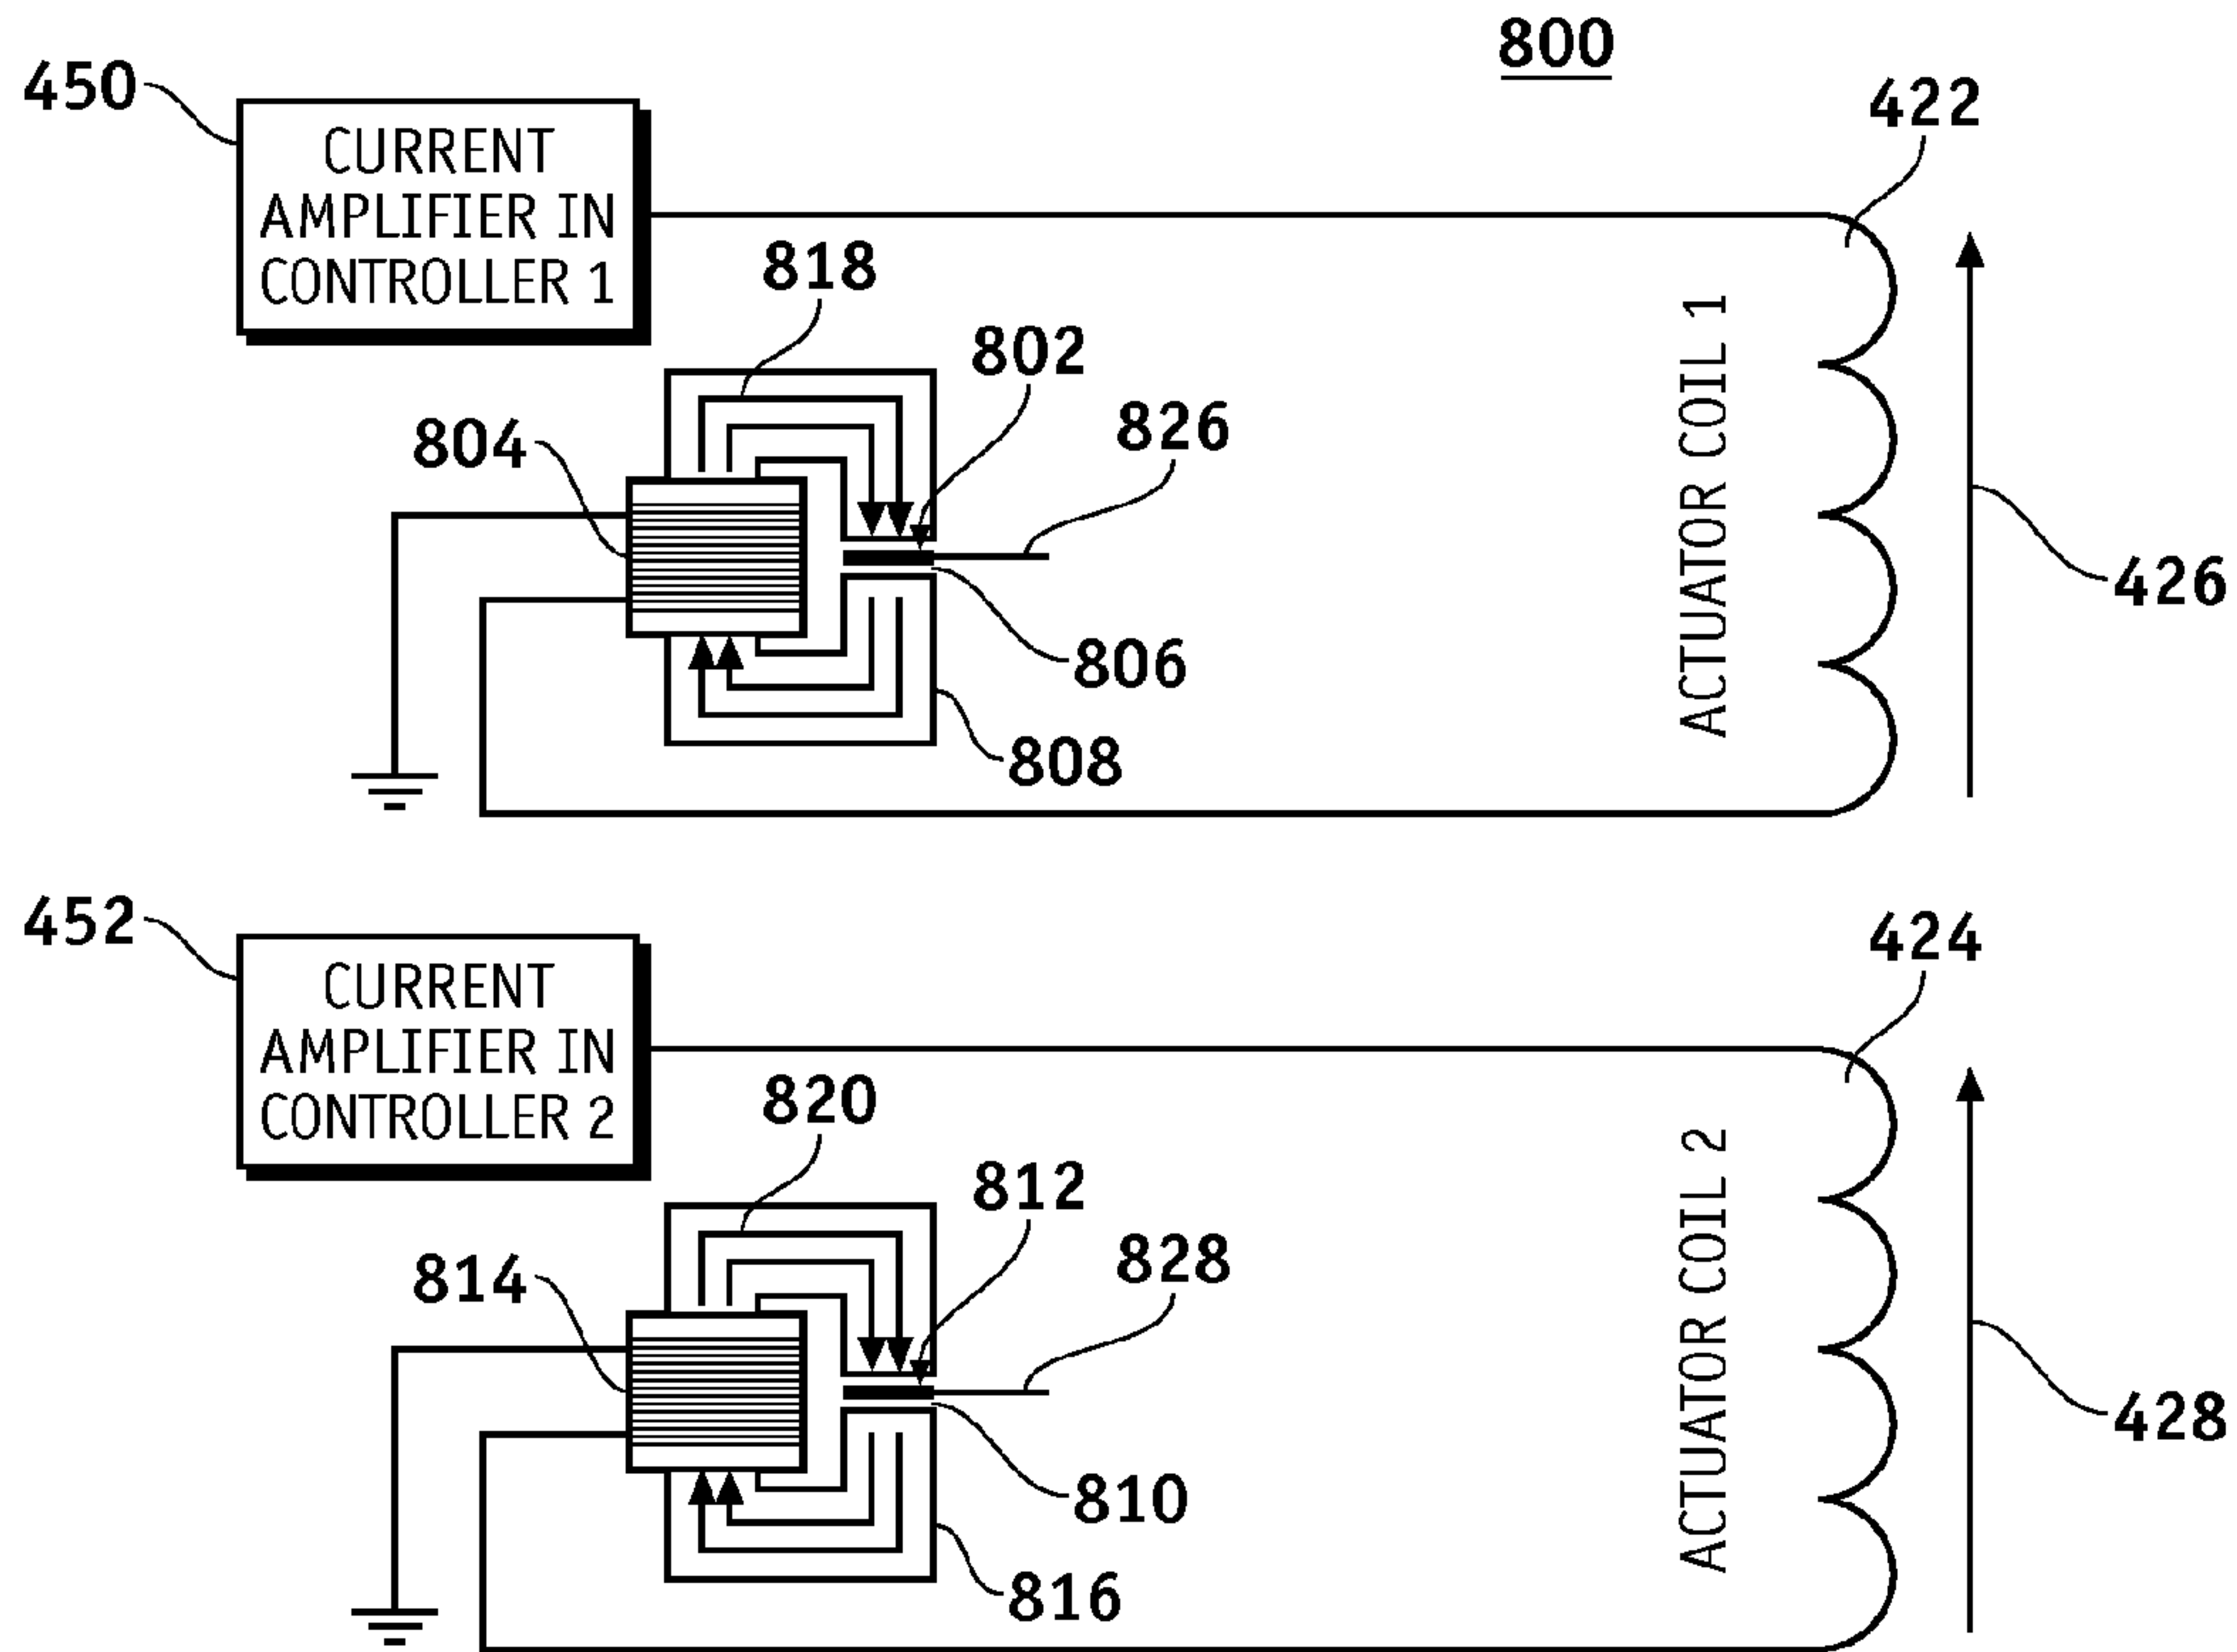 800
450
CURRENT
AMPLIFIER IN
CONTROLLER 1
422
818
802
804
826
ACTUATOR COIL 1
426
806
808
452
CURRENT
AMPLIFIER IN
CONTROLLER 2
424
820
812
814
828
ACTUATOR COIL 2
428
810
816